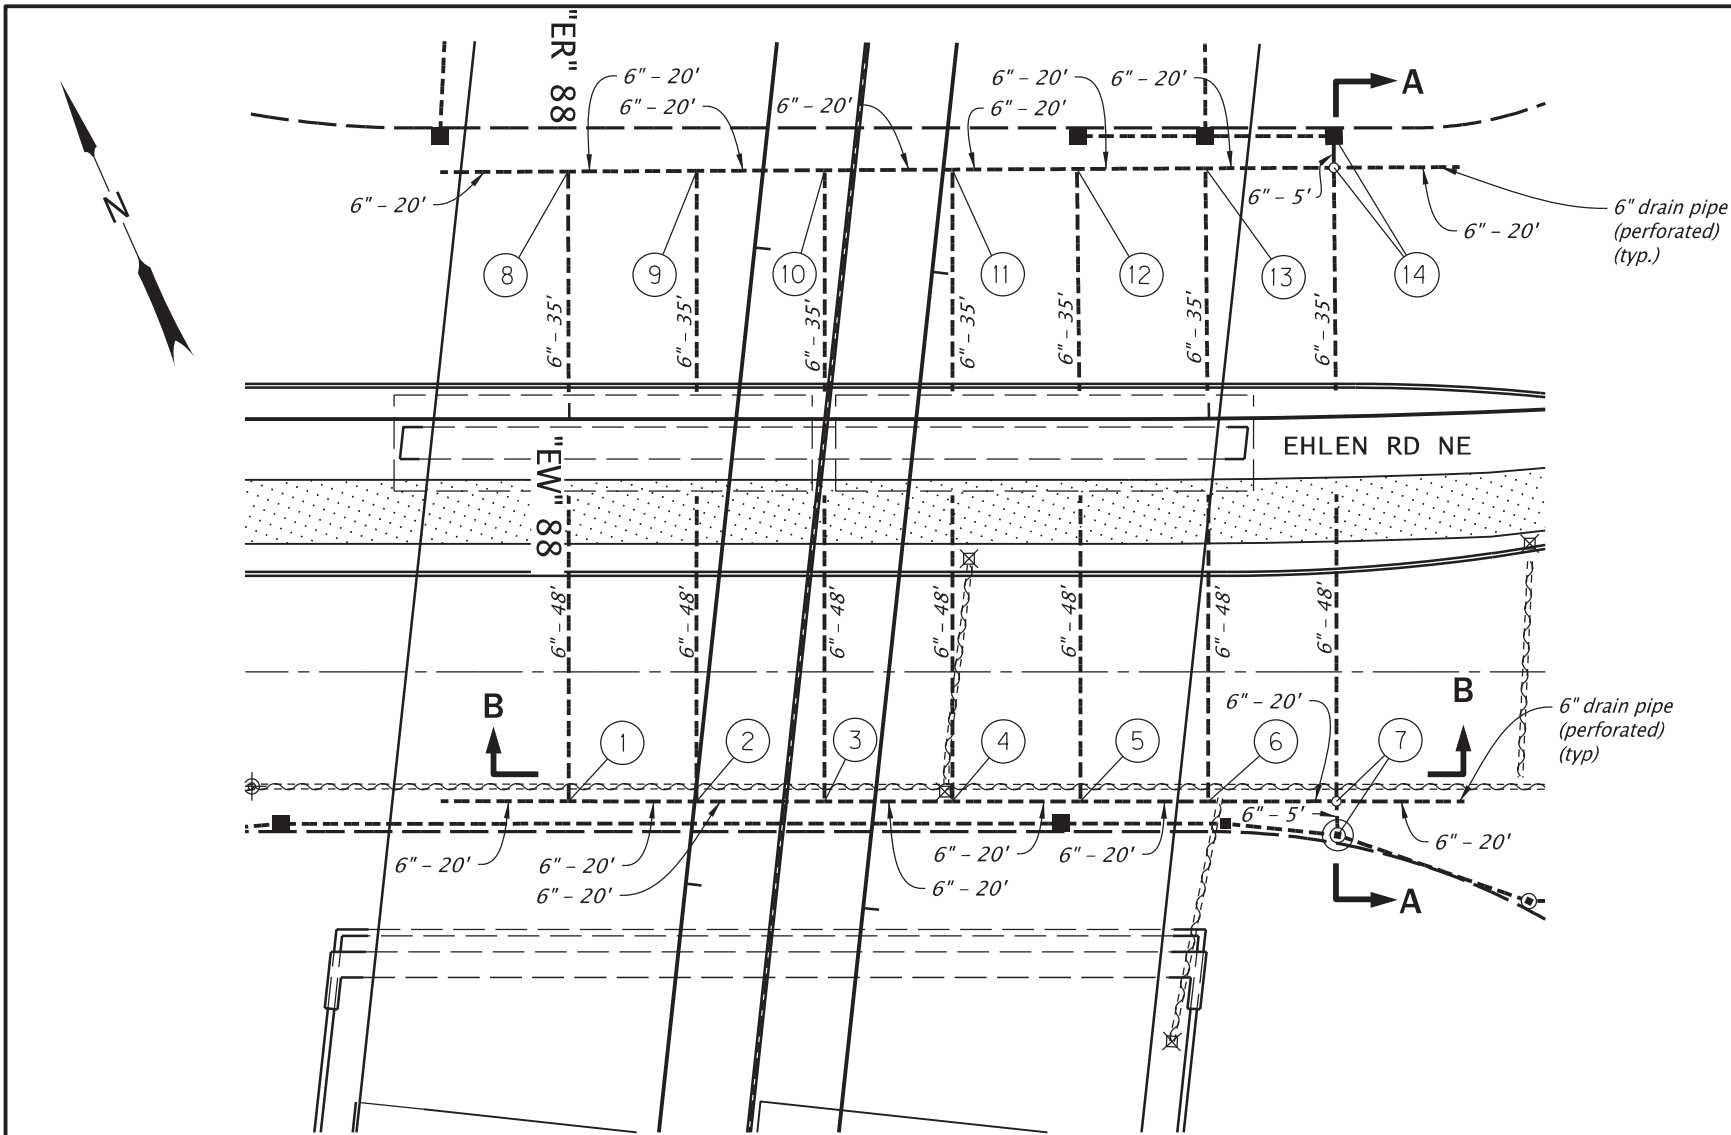 "ER" 88
6" – 20'
6" – 20'
6" – 20'
6" – 20'
6" – 20'
6" – 20'
A
N
6" – 20'
6" – 5'
6" – 20'
6" drain pipe
(perforated)
(typ.)
8
9
10
11
12
13
14
6" – 35'
6" – 35'
6" – 35'
6" – 35'
6" – 35'
6" – 35'
6" – 35'
EHLEN RD NE
"EW" 88
6" – 48'
6" – 48'
6" – 48'
6" – 48'
6" – 48'
6" – 48'
6" – 48'
B
B
6" – 20'
6" drain pipe
(perforated)
(typ)
1
2
3
4
5
6
7
6" – 5'
6" – 20'
6" – 20'
6" – 20'
6" – 20'
6" – 20'
6" – 20'
6" – 20'
A